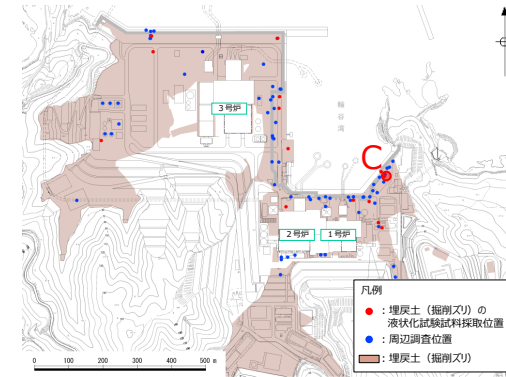 3号炉
輪谷湾
C
2号炉
1号炉
凡例
：埋戻土（掘削ズリ）の
液状化試験試料採取位置
：周辺調査位置
：埋戻土（掘削ズリ）
0 100 200 300 400 500 m